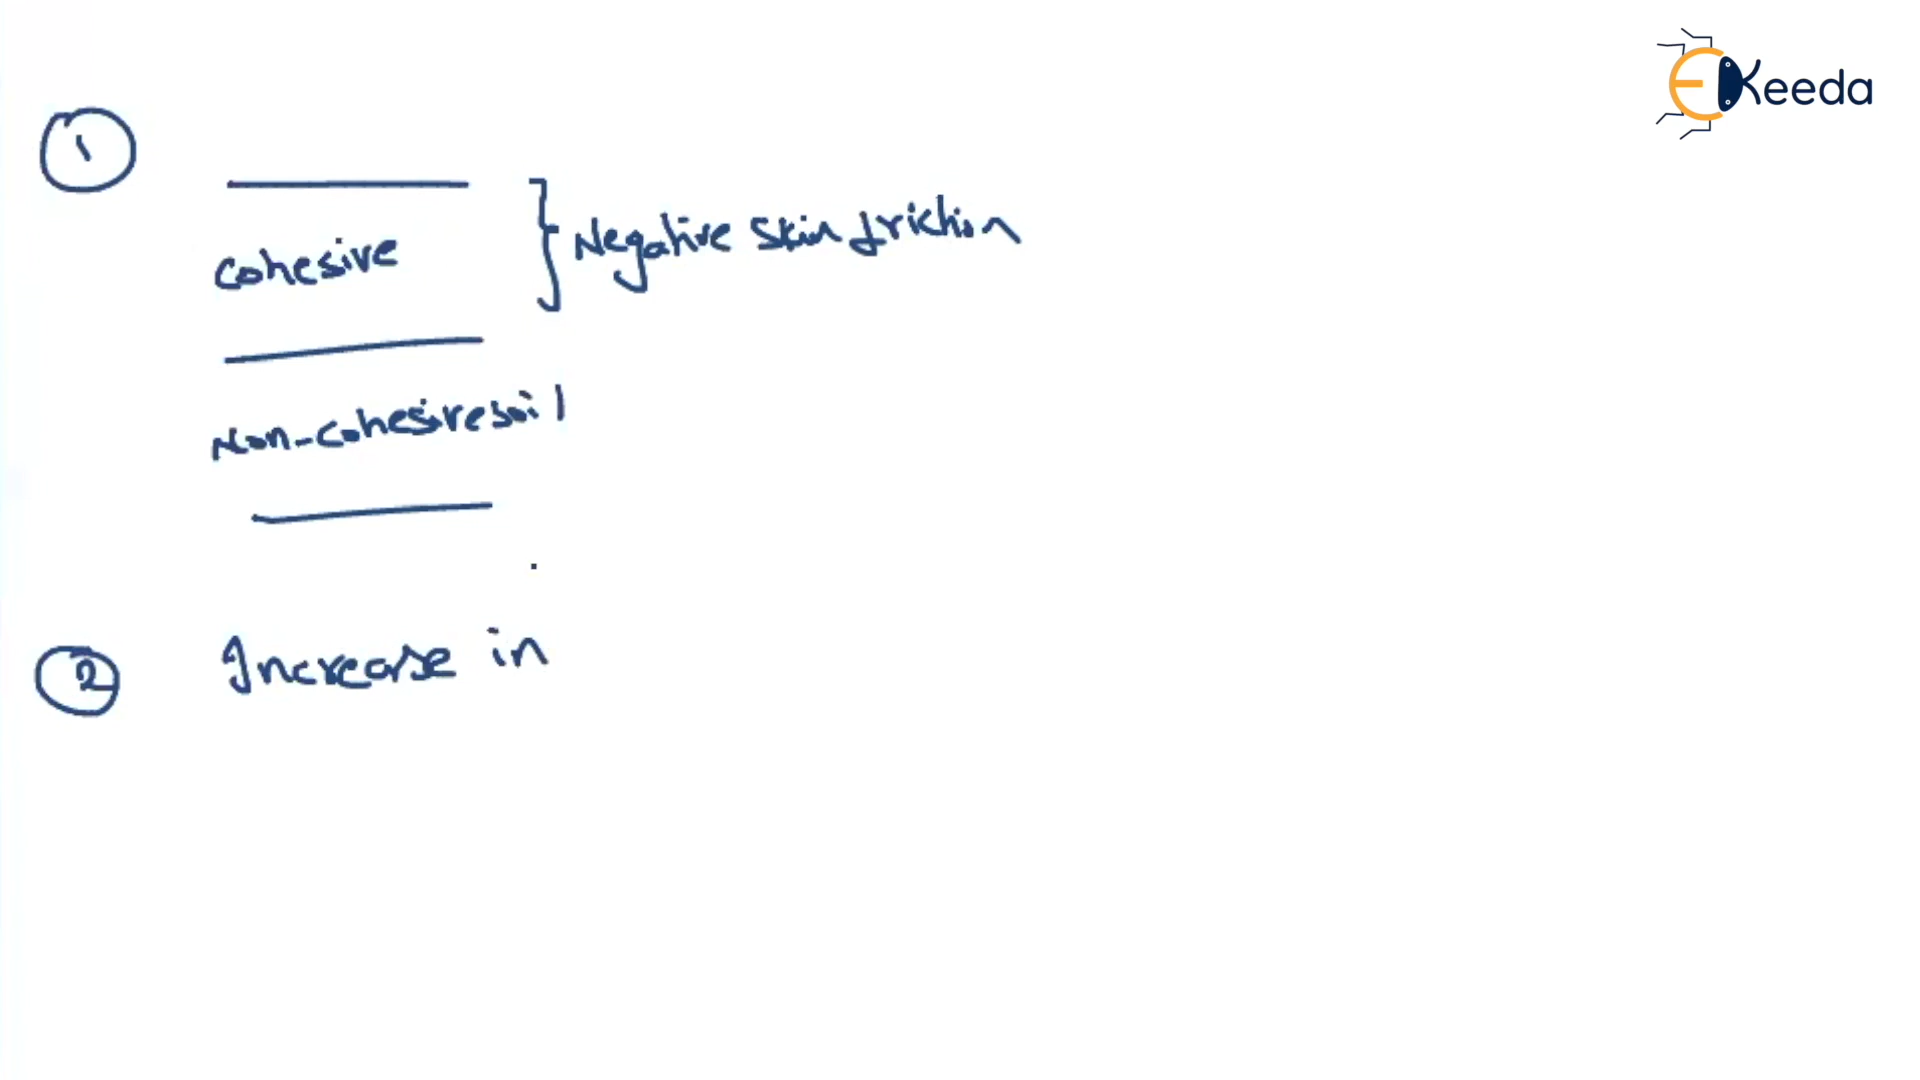 EKeeda
1
cohesive
Negative skin friction
Non-cohesive soil
2 Increase in